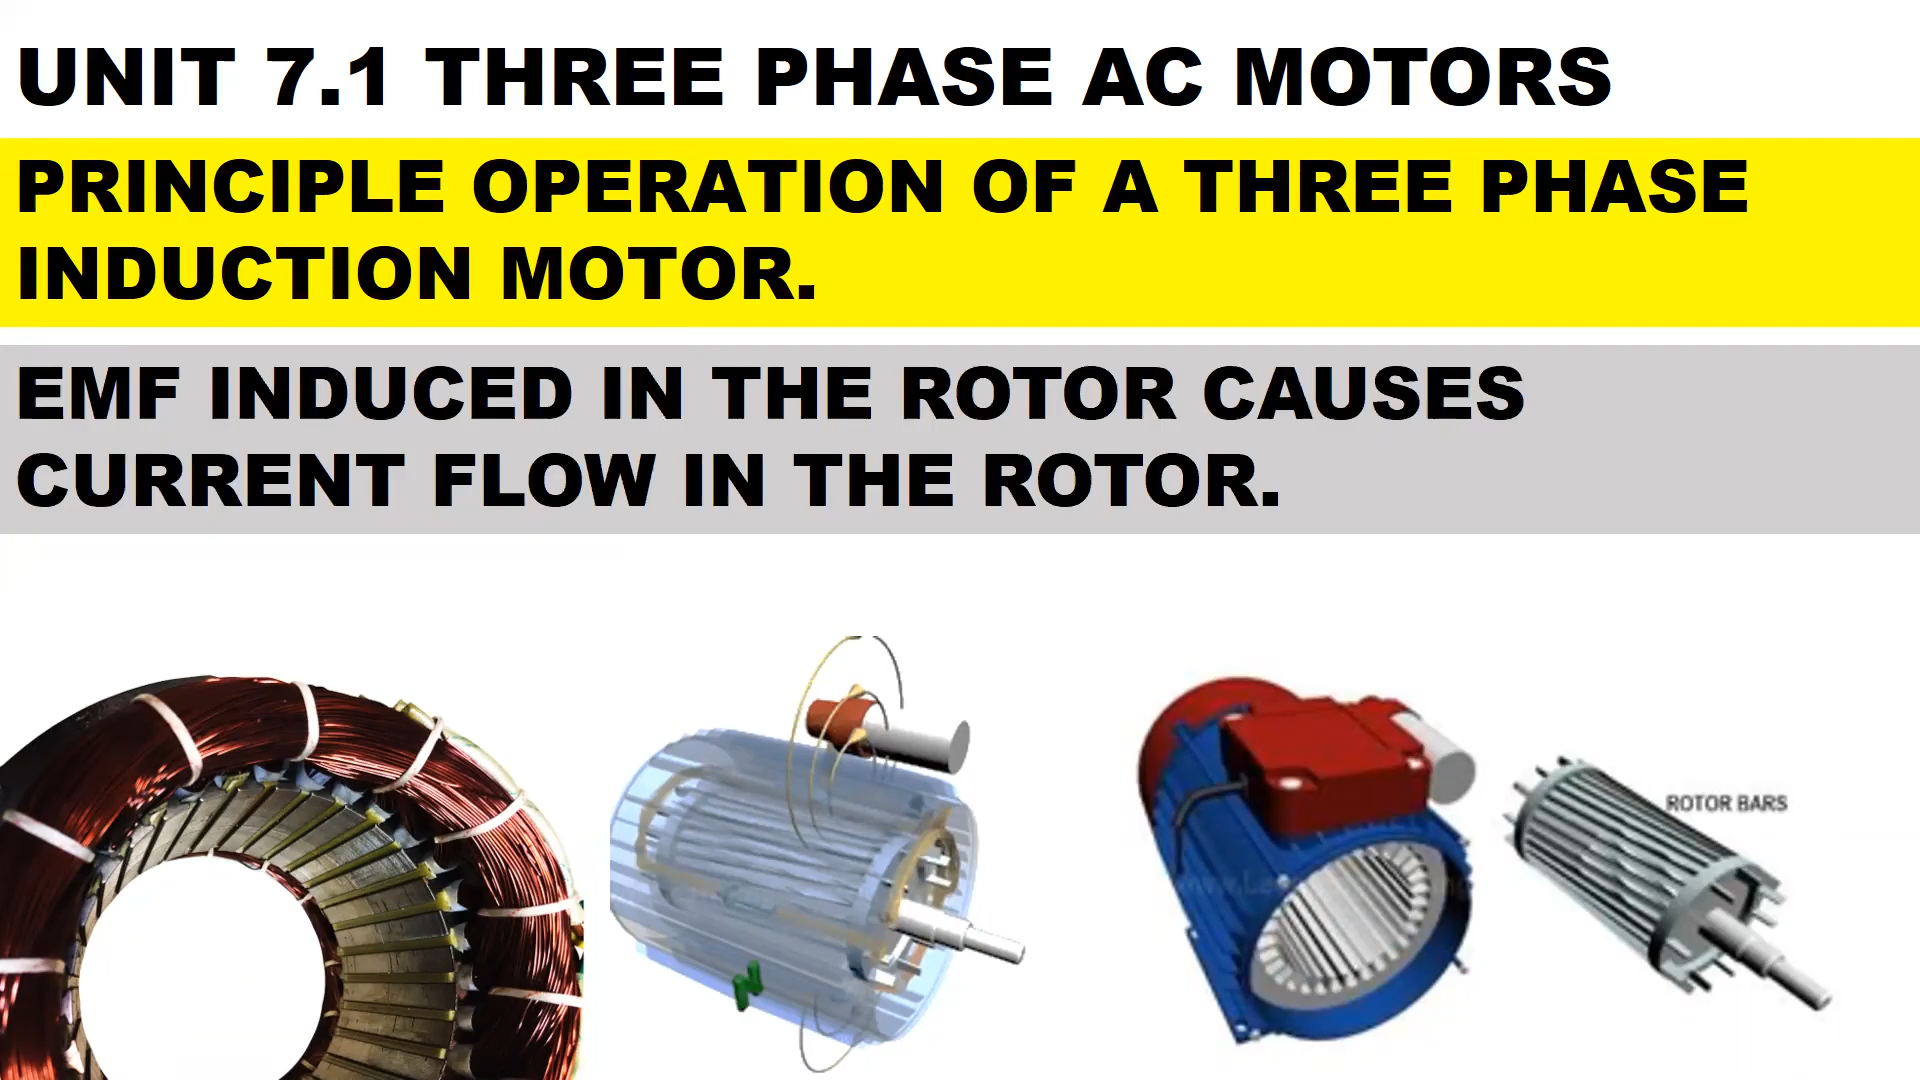 UNIT 7.1 THREE PHASE AC MOTORS
PRINCIPLE OPERATION OF A THREE PHASE
INDUCTION MOTOR.
EMF INDUCED IN THE ROTOR CAUSES
CURRENT FLOW IN THE ROTOR.
ROTOR BARS
N